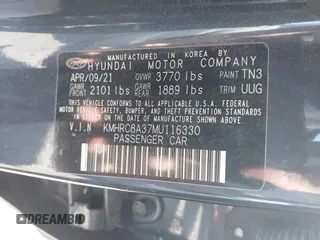 MANUFACTURED IN KOREA BY
HYUNDAI MOTOR COMPANY
APR/09/21 GVWR 3770 lbs PAINT TN3
GAWR FRONT 2101 lbs GAWR REAR 1889 lbs TRIM UUG
THIS VEHICLE CONFORMS TO ALL APPLICABLE
U.S. FEDERAL MOTOR VEHICLE SAFETY,
BUMPER, AND THEFT PREVENTION STANDARDS
IN EFFECT ON THE DATE OF
MANUFACTURE SHOWN ABOVE.
V.I.N KMHRC8A37MU116330
PASSENGER CAR
DREAMBID